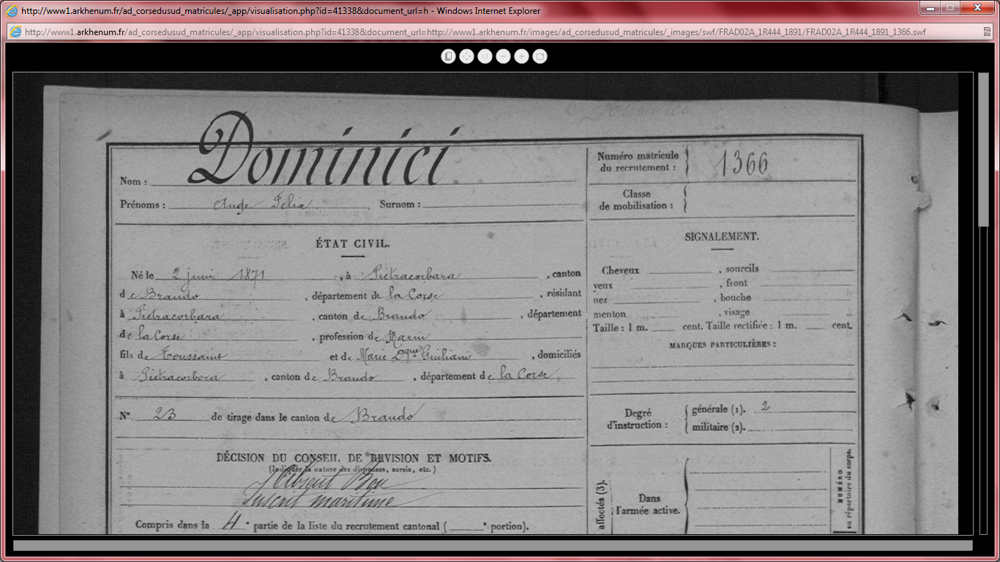 http://www1.arkhenum.fr/ad_corsedusud_matricules/_app/visualisation.php?id=41338&document_url=h - Windows Internet Explorer
http://www1.arkhenum.fr/ad_corsedusud_matricules/_app/visualisation.php?id=41338&document_url=http://www1.arkhenum.fr/images/ad_corsedusud_matricules/_images/swf/FRAD02A_1R444_1891/FRAD02A_1R444_1891_1366.swf
Nom : Dominici
Prénoms : Ange Félix Surnom :
ÉTAT CIVIL.
Né le 2 juin 1871, à Pietracorbara, canton
de Brando, département de la Corse, résidant
à Pietracorbara, canton de Brando, département
de la Corse, profession de Marin
fils de Toussaint et de Marie Dque Giuliani, domiciliés
à Pietracorbara, canton de Brando, département de la Corse
N° 23 de tirage dans le canton de Brando
DÉCISION DU CONSEIL DE REVISION ET MOTIFS.
(Indiquer la nature des dispenses, sursis, etc.)
Absent Bon
Inscrit maritime
Compris dans la 4e partie de la liste du recrutement cantonal ( e portion).
Numéro matricule
du recrutement : 1366
Classe
de mobilisation :
SIGNALEMENT.
Cheveux , sourcils
yeux , front
nez , bouche
menton , visage
Taille : 1 m. cent. Taille rectifiée : 1 m. cent.
MARQUES PARTICULIÈRES :
Degré
d'instruction :
générale (1). 2
militaire (2).
affectés (3).
Dans
l'armée active.
NUMÉRO
au répertoire du corps.